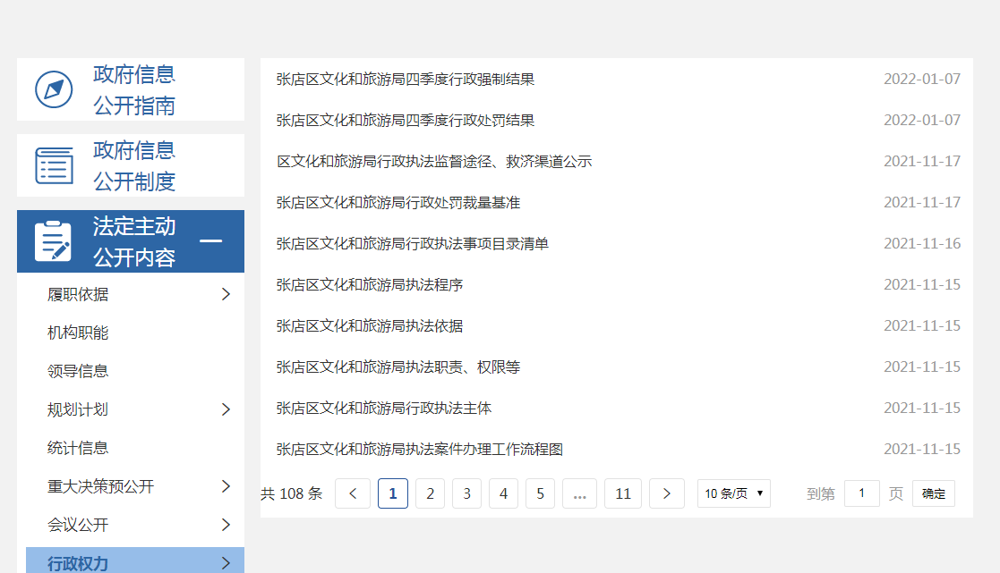 政府信息
公开指南
政府信息
公开制度
法定主动
公开内容
履职依据
机构职能
领导信息
规划计划
统计信息
重大决策预公开
会议公开
行政权力
张店区文化和旅游局四季度行政强制结果 2022-01-07
张店区文化和旅游局四季度行政处罚结果 2022-01-07
区文化和旅游局行政执法监督途径、救济渠道公示 2021-11-17
张店区文化和旅游局行政处罚裁量基准 2021-11-17
张店区文化和旅游局行政执法事项目录清单 2021-11-16
张店区文化和旅游局执法程序 2021-11-15
张店区文化和旅游局执法依据 2021-11-15
张店区文化和旅游局执法职责、权限等 2021-11-15
张店区文化和旅游局行政执法主体 2021-11-15
张店区文化和旅游局执法案件办理工作流程图 2021-11-15
共 108 条 < 1 2 3 4 5 ... 11 > 10 条/页 到第 1 页 确定